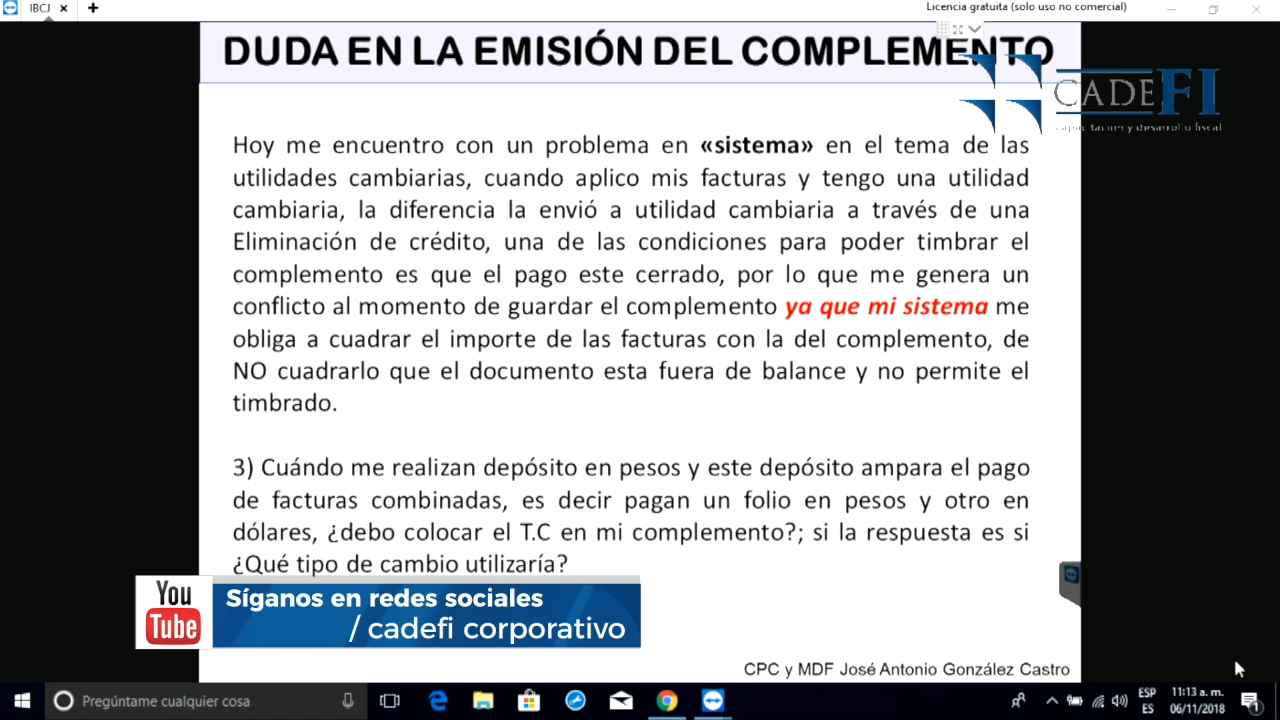 IBCJ
Licencia gratuita (solo uso no comercial)
DUDA EN LA EMISIÓN DEL COMPLEMENTO
CADEFI
capacitación y desarrollo fiscal
Hoy me encuentro con un problema en «sistema» en el tema de las
utilidades cambiarias, cuando aplico mis facturas y tengo una utilidad
cambiaria, la diferencia la envió a utilidad cambiaria a través de una
Eliminación de crédito, una de las condiciones para poder timbrar el
complemento es que el pago este cerrado, por lo que me genera un
conflicto al momento de guardar el complemento ya que mi sistema me
obliga a cuadrar el importe de las facturas con la del complemento, de
NO cuadrarlo que el documento esta fuera de balance y no permite el
timbrado.
3) Cuándo me realizan depósito en pesos y este depósito ampara el pago
de facturas combinadas, es decir pagan un folio en pesos y otro en
dólares, ¿debo colocar el T.C en mi complemento?; si la respuesta es si
¿Qué tipo de cambio utilizaría?
You
Tube
Síganos en redes sociales
/ cadefi corporativo
CPC y MDF José Antonio González Castro
Pregúntame cualquier cosa
ESP
ES
11:13 a. m.
06/11/2018
1